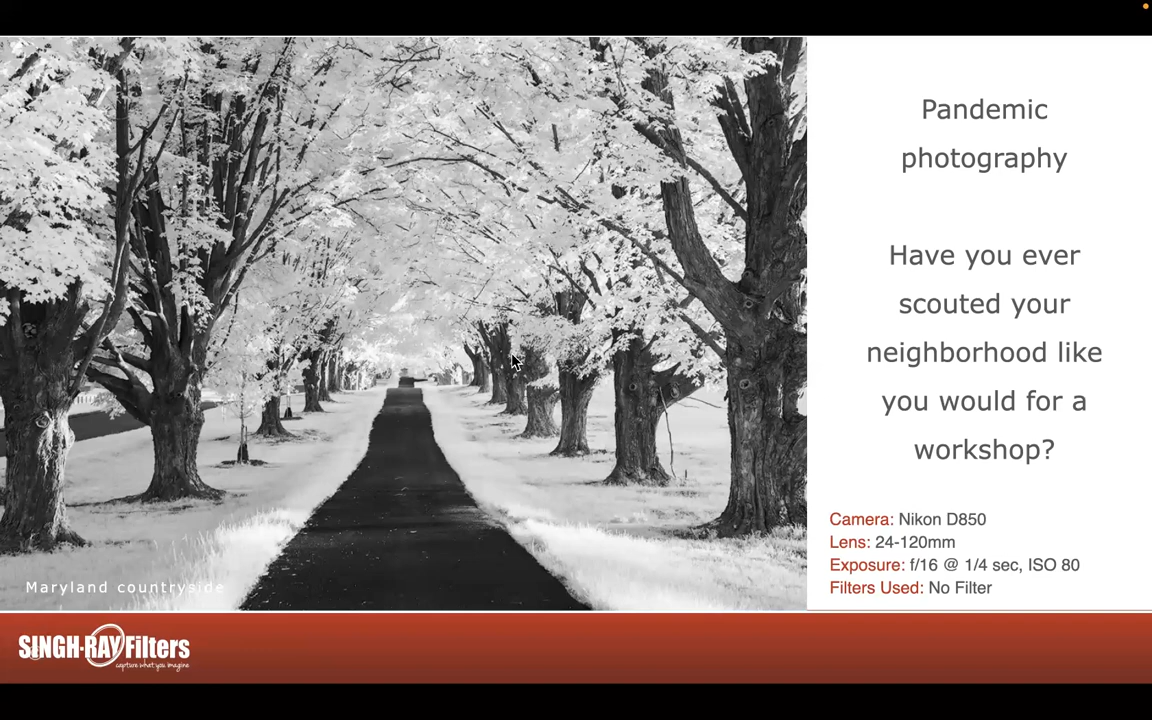 Pandemic
photography
Have you ever
scouted your
neighborhood like
you would for a
workshop?
Camera: Nikon D850
Lens: 24-120mm
Exposure: f/16 @ 1/4 sec, ISO 80
Filters Used: No Filter
Maryland countryside
SINGH-RAY Filters
capture what you imagine